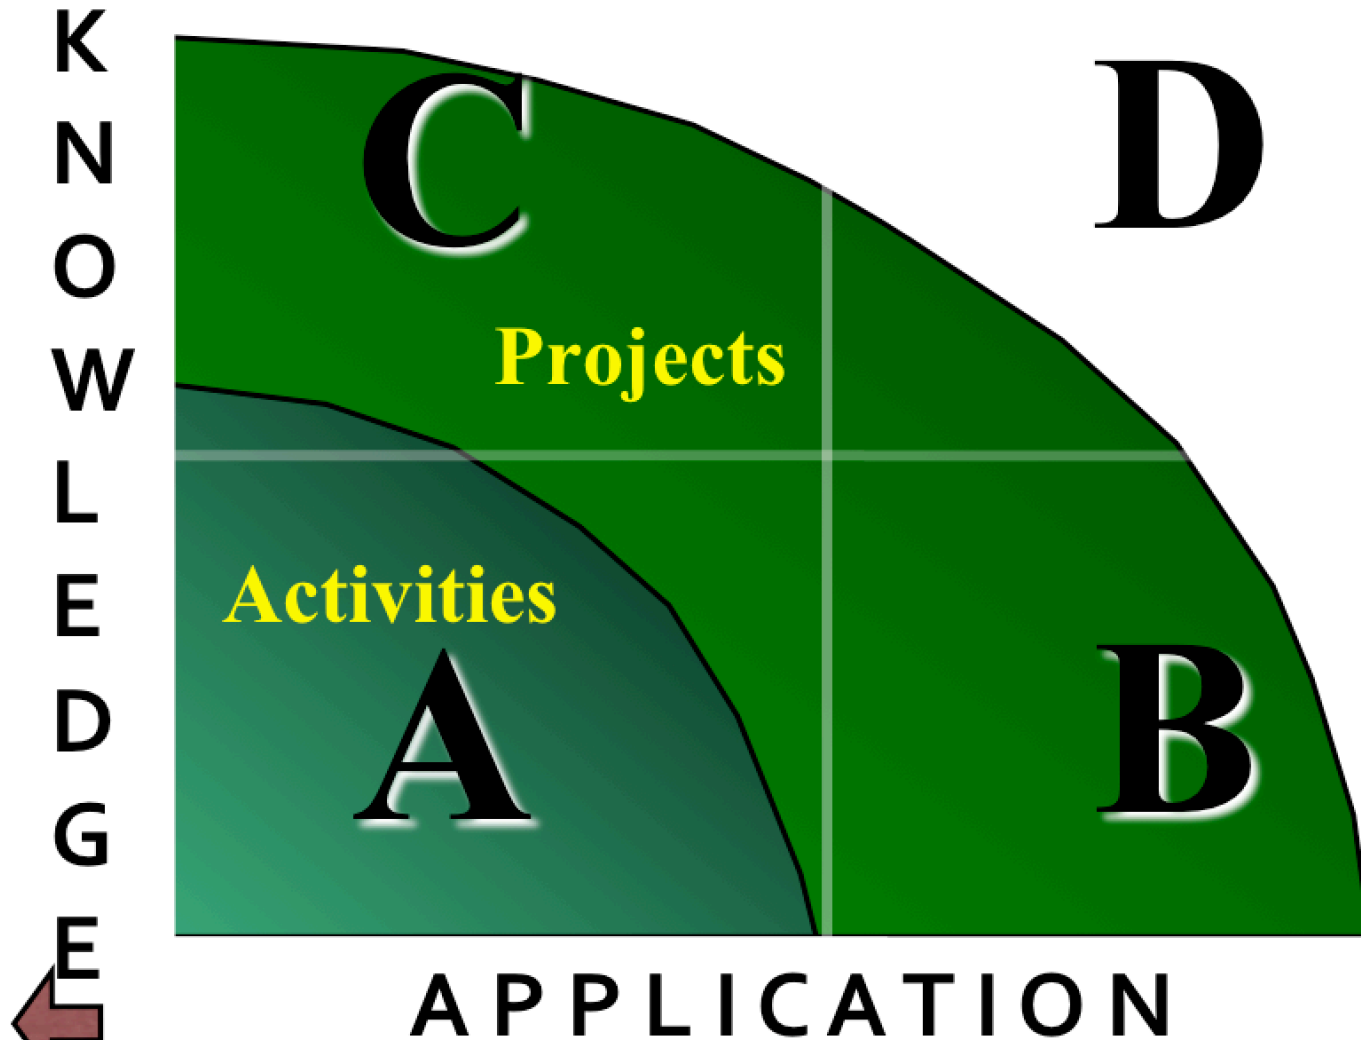 KNOWLEDGE
C
D
Projects
Activities
A
B
APPLICATION